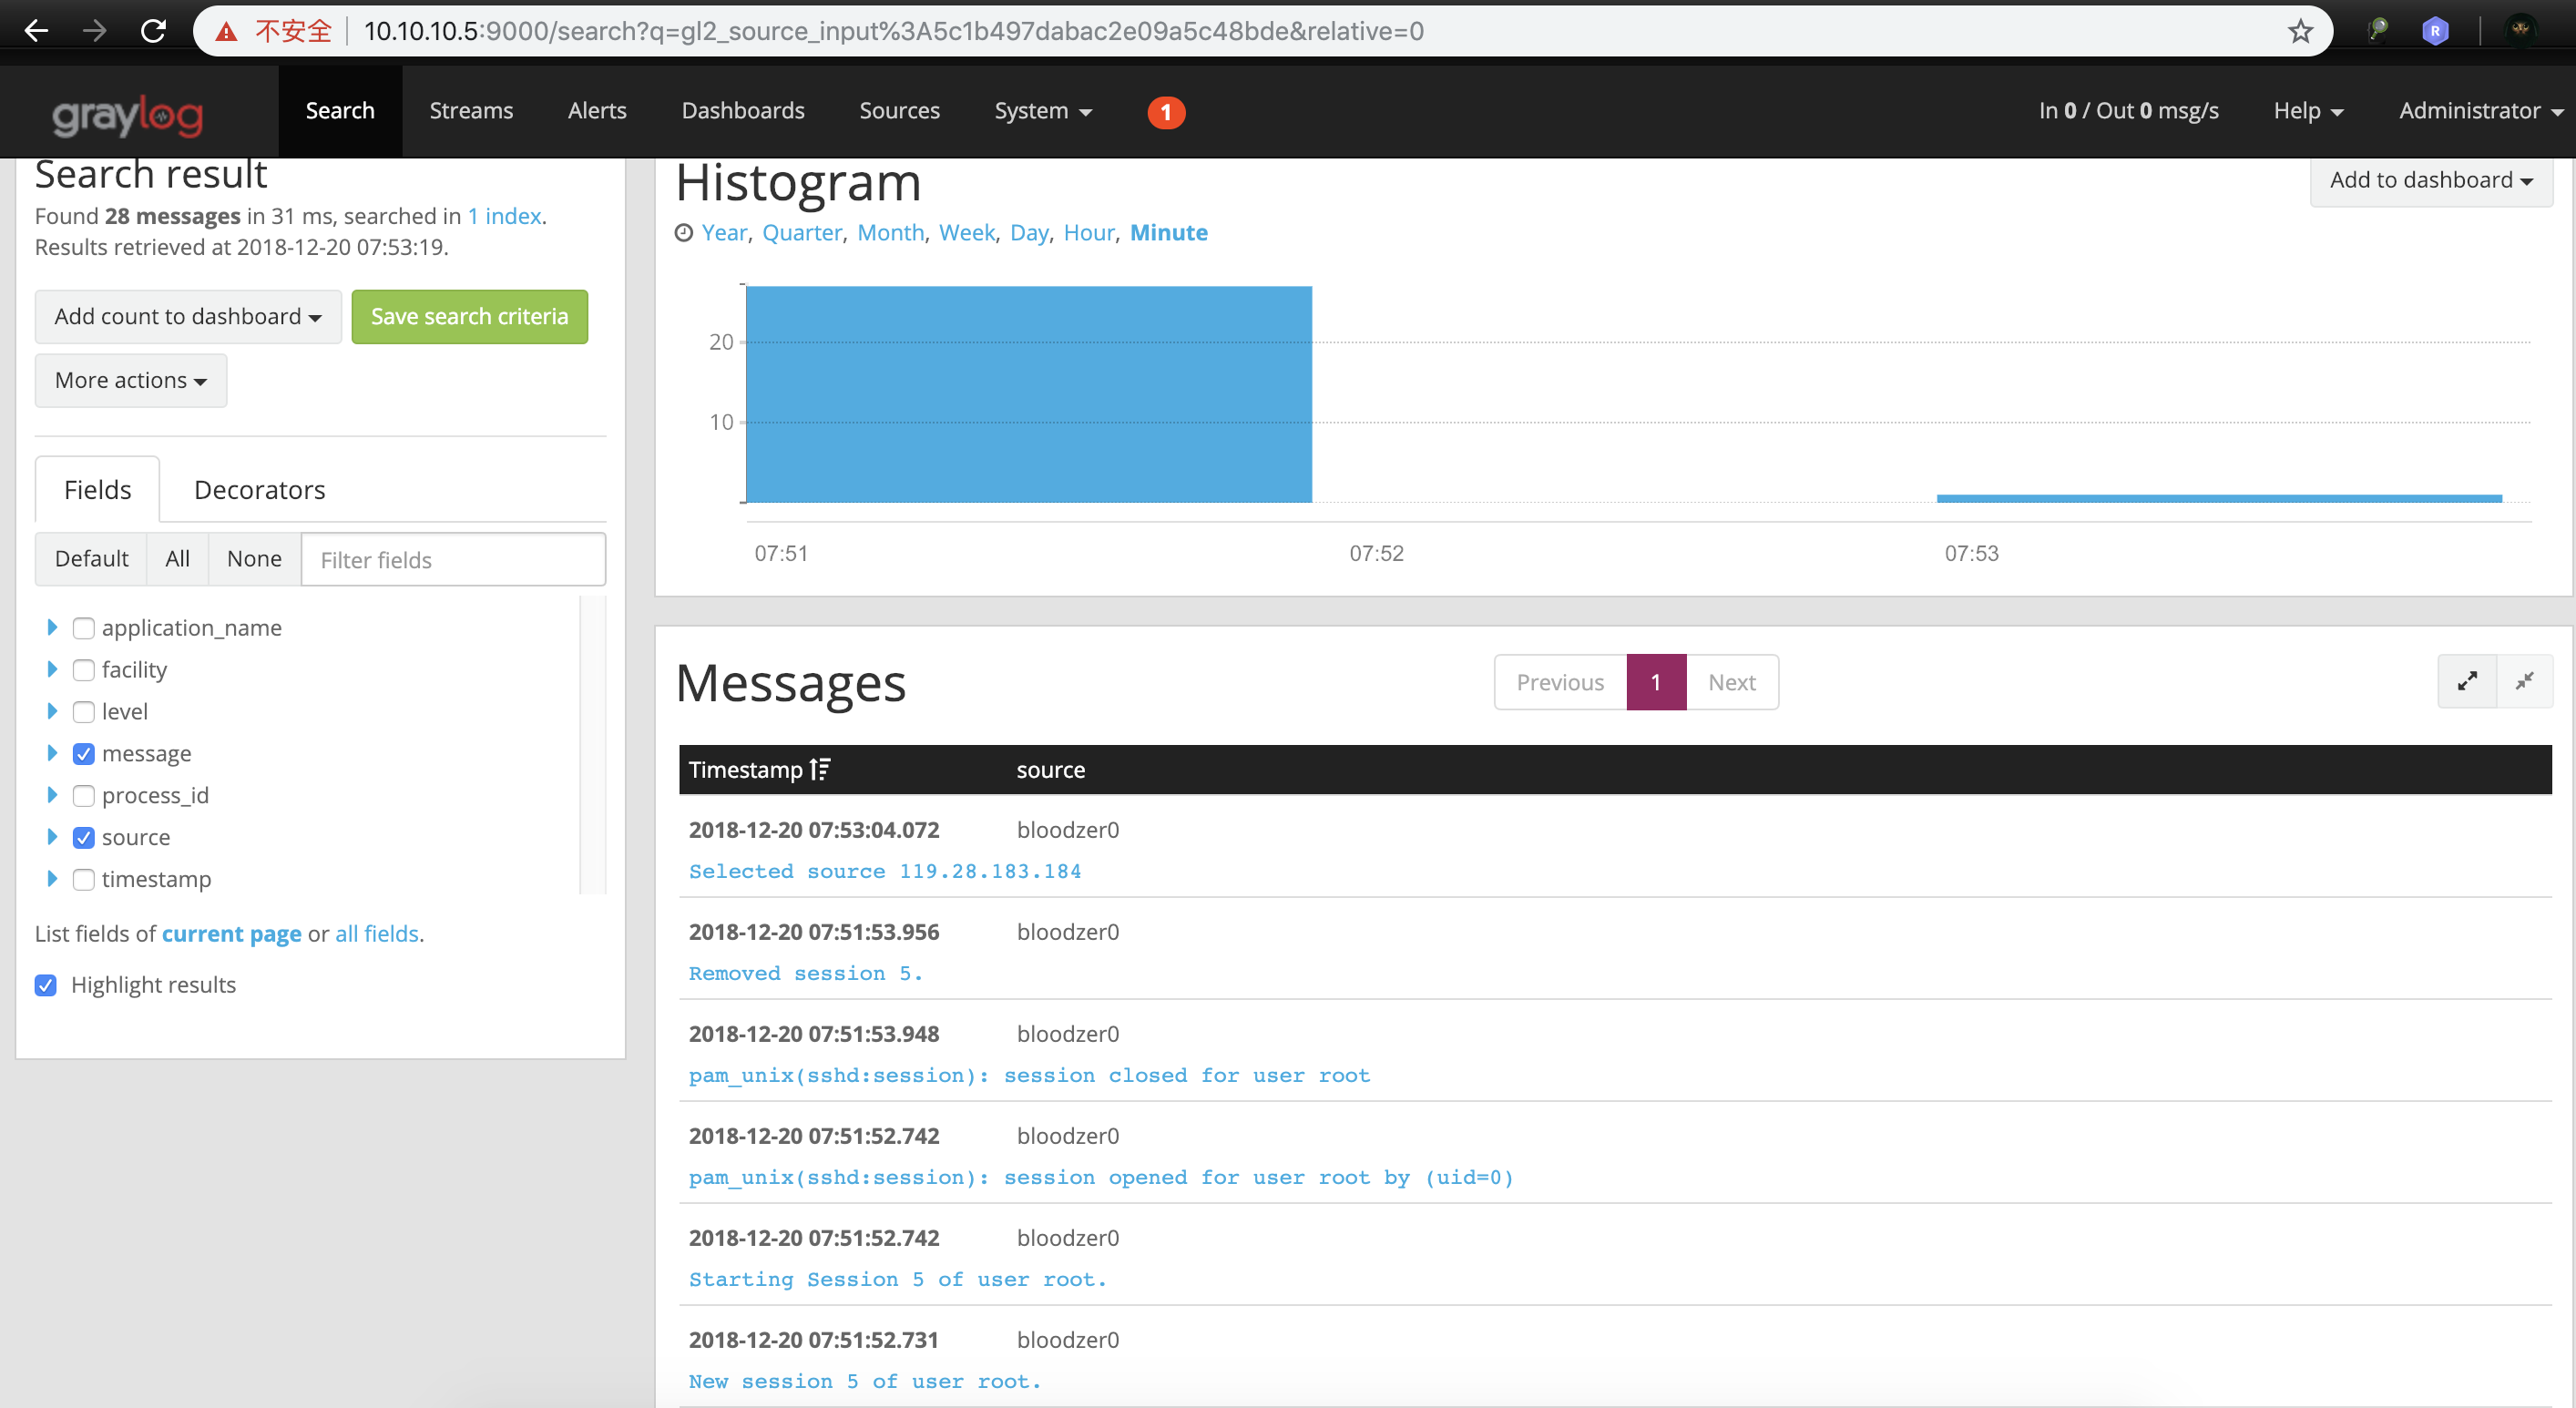 不安全 10.10.10.5:9000/search?q=gl2_source_input%3A5c1b497dabac2e09a5c48bde&relative=0
R
graylog Search Streams Alerts Dashboards Sources System 1 In 0 / Out 0 msg/s Help Administrator
Search result
Found 28 messages in 31 ms, searched in 1 index.
Results retrieved at 2018-12-20 07:53:19.
Add count to dashboard Save search criteria
More actions
Fields Decorators
Default All None Filter fields
application_name
facility
level
message
process_id
source
timestamp
List fields of current page or all fields.
Highlight results
Histogram
Add to dashboard
Year, Quarter, Month, Week, Day, Hour, Minute
20
10
07:51 07:52 07:53
Messages
Previous 1 Next
Timestamp source
2018-12-20 07:53:04.072 bloodzer0
Selected source 119.28.183.184
2018-12-20 07:51:53.956 bloodzer0
Removed session 5.
2018-12-20 07:51:53.948 bloodzer0
pam_unix(sshd:session): session closed for user root
2018-12-20 07:51:52.742 bloodzer0
pam_unix(sshd:session): session opened for user root by (uid=0)
2018-12-20 07:51:52.742 bloodzer0
Starting Session 5 of user root.
2018-12-20 07:51:52.731 bloodzer0
New session 5 of user root.